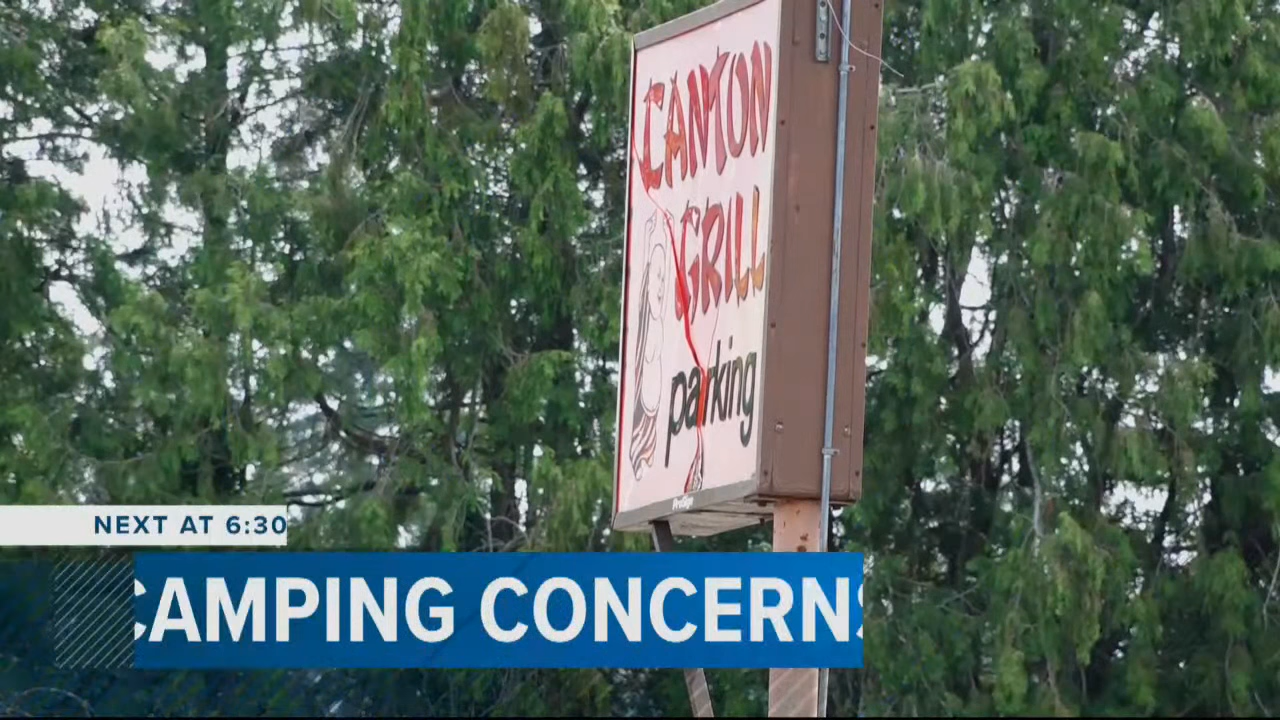 CANYON
GRILL
parking
NEXT AT 6:30
CAMPING CONCERNS